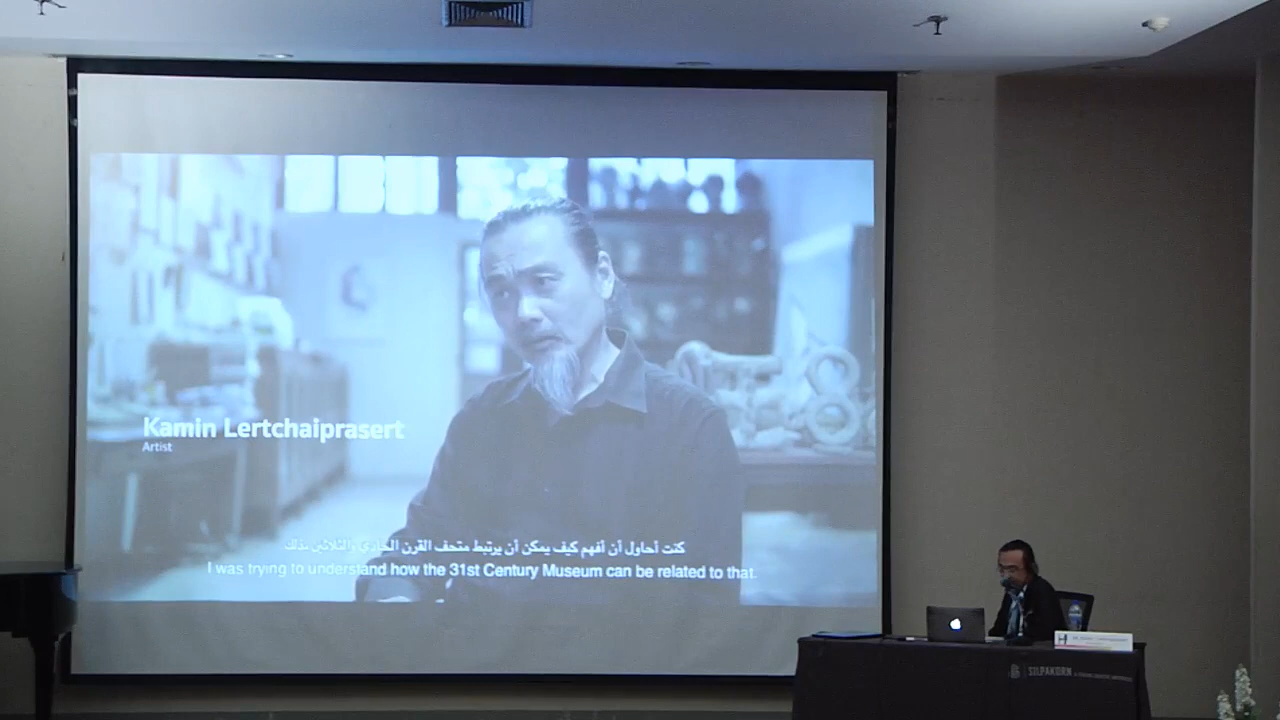 Kamin Lertchaiprasert
Artist
كنت أحاول أن أفهم كيف يمكن أن يرتبط متحف القرن الحادي والثلاثين بذلك
I was trying to understand how the 31st Century Museum can be related to that.
SILPAKORN